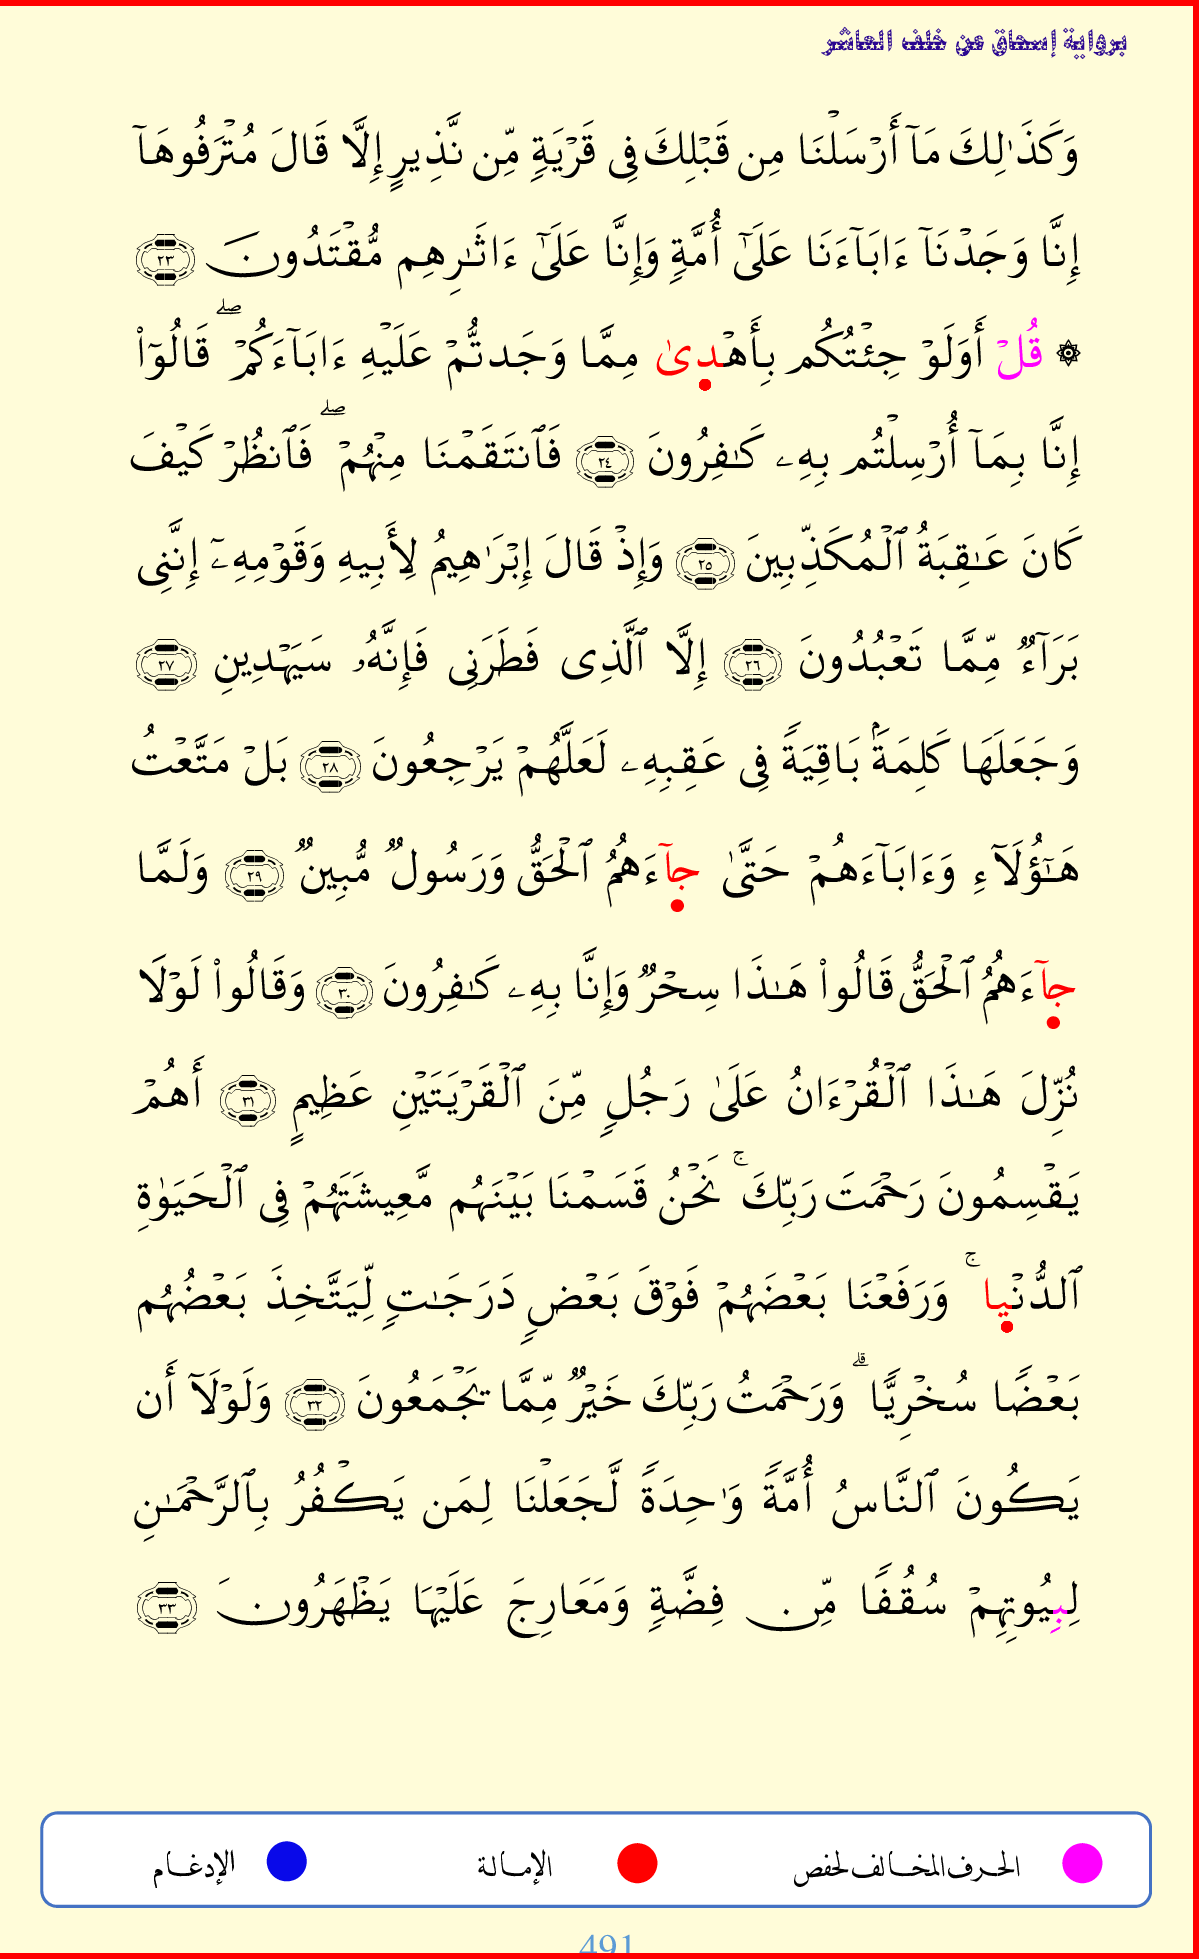 برواية إسحاق عن خلف العاشر
وَكَذَٰلِكَ مَآ أَرۡسَلۡنَا مِن قَبۡلِكَ فِي قَرۡيَةٖ مِّن نَّذِيرٍ إِلَّا قَالَ مُتۡرَفُوهَآ
إِنَّا وَجَدۡنَآ ءَابَآءَنَا عَلَىٰٓ أُمَّةٖ وَإِنَّا عَلَىٰٓ ءَاثَٰرِهِم مُّقۡتَدُونَ ٢٣
۞ قُلۡ أَوَلَوۡ جِئۡتُكُم بِأَهۡدِىٰ مِمَّا وَجَدتُّمۡ عَلَيۡهِ ءَابَآءَكُمۡۖ قَالُوٓاْ
إِنَّا بِمَآ أُرۡسِلۡتُم بِهِۦ كَٰفِرُونَ ٢٤ فَٱنتَقَمۡنَا مِنۡهُمۡۖ فَٱنظُرۡ كَيۡفَ
كَانَ عَٰقِبَةُ ٱلۡمُكَذِّبِينَ ٢٥ وَإِذۡ قَالَ إِبۡرَٰهِيمُ لِأَبِيهِ وَقَوۡمِهِۦٓ إِنَّنِي
بَرَآءٞ مِّمَّا تَعۡبُدُونَ ٢٦ إِلَّا ٱلَّذِي فَطَرَنِي فَإِنَّهُۥ سَيَهۡدِينِ ٢٧
وَجَعَلَهَا كَلِمَةَۢ بَاقِيَةٗ فِي عَقِبِهِۦ لَعَلَّهُمۡ يَرۡجِعُونَ ٢٨ بَلۡ مَتَّعۡتُ
هَٰٓؤُلَآءِ وَءَابَآءَهُمۡ حَتَّىٰ جآءَهُمُ ٱلۡحَقُّ وَرَسُولٞ مُّبِينٞ ٢٩ وَلَمَّا
جآءَهُمُ ٱلۡحَقُّ قَالُواْ هَٰذَا سِحۡرٞ وَإِنَّا بِهِۦ كَٰفِرُونَ ٣٠ وَقَالُواْ لَوۡلَا
نُزِّلَ هَٰذَا ٱلۡقُرۡءَانُ عَلَىٰ رَجُلٖ مِّنَ ٱلۡقَرۡيَتَيۡنِ عَظِيمٍ ٣١ أَهُمۡ
يَقۡسِمُونَ رَحۡمَتَ رَبِّكَۚ نَحۡنُ قَسَمۡنَا بَيۡنَهُم مَّعِيشَتَهُمۡ فِي ٱلۡحَيَوٰةِ
ٱلدُّنۡياۚ وَرَفَعۡنَا بَعۡضَهُمۡ فَوۡقَ بَعۡضٖ دَرَجَٰتٖ لِّيَتَّخِذَ بَعۡضُهُم
بَعۡضٗا سُخۡرِيّٗاۗ وَرَحۡمَتُ رَبِّكَ خَيۡرٞ مِّمَّا يَجۡمَعُونَ ٣٢ وَلَوۡلَآ أَن
يَكُونَ ٱلنَّاسُ أُمَّةٗ وَٰحِدَةٗ لَّجَعَلۡنَا لِمَن يَكۡفُرُ بِٱلرَّحۡمَٰنِ
لِبِيُوتِهِمۡ سُقُفٗا مِّن فِضَّةٖ وَمَعَارِجَ عَلَيۡهَا يَظۡهَرُونَ ٣٣
الحرف المخالف لحفص الإمالة الإدغام
491